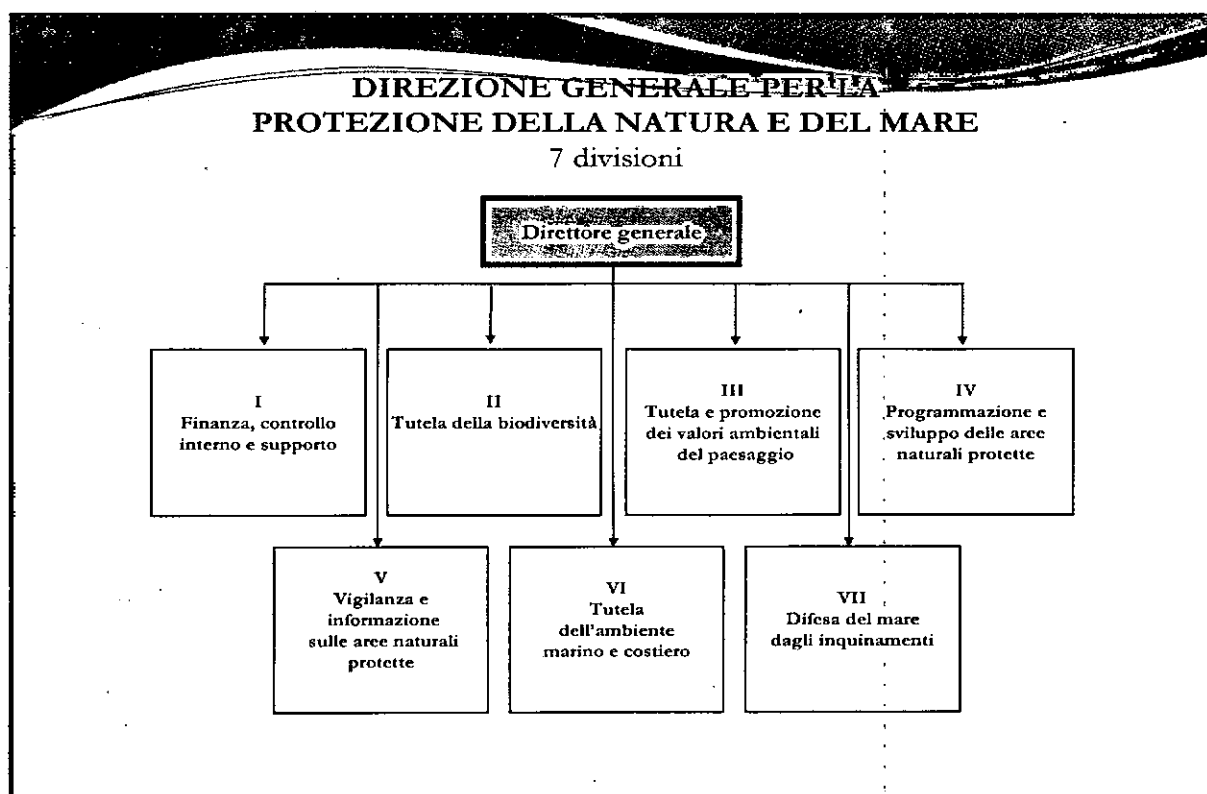 DIREZIONE GENERALE PER LA
PROTEZIONE DELLA NATURA E DEL MARE
7 divisioni
Direttore generale
I
Finanza, controllo
interno e supporto
II
Tutela della biodiversità
III
Tutela e promozione
dei valori ambientali
del paesaggio
IV
Programmazione e
sviluppo delle aree
naturali protette
V
Vigilanza e
informazione
sulle aree naturali
protette
VI
Tutela
dell'ambiente
marino e costiero
VII
Difesa del mare
dagli inquinamenti